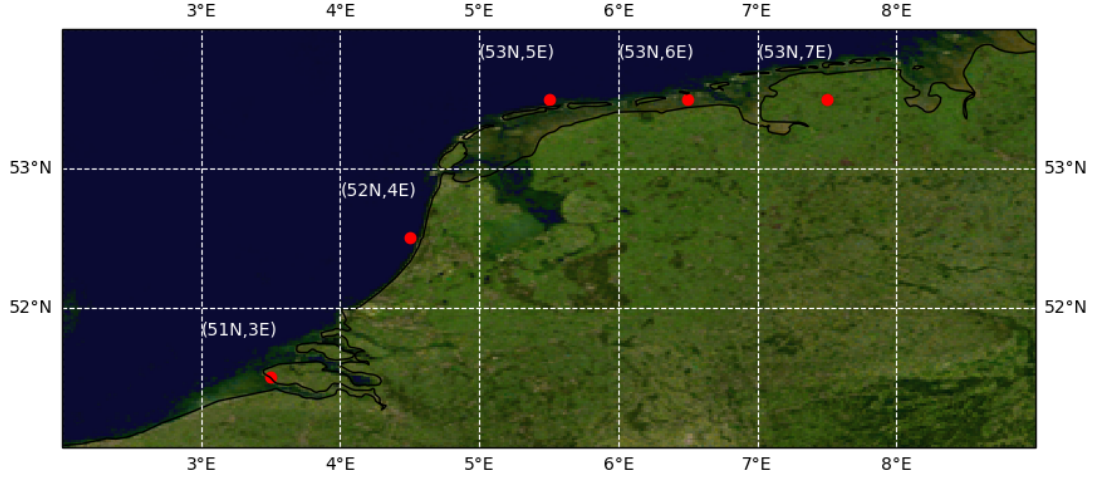 3°E 4°E 5°E 6°E 7°E 8°E
(53N,5E) (53N,6E) (53N,7E)
53°N 53°N
(52N,4E)
52°N 52°N
(51N,3E)
3°E 4°E 5°E 6°E 7°E 8°E